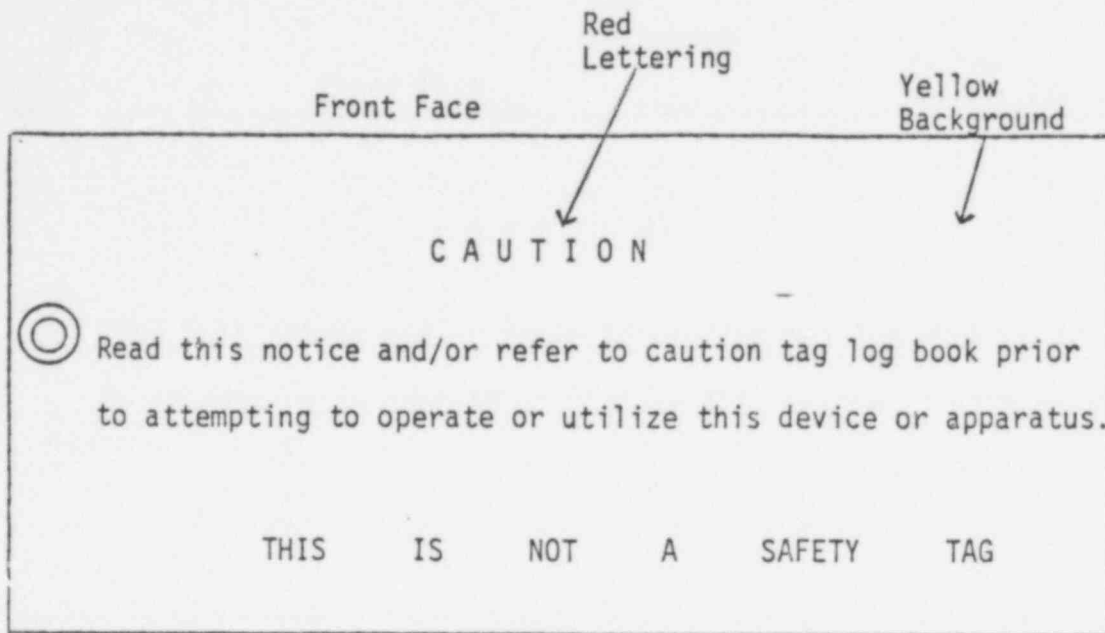 Red
Lettering
Front Face
Yellow
Background
C A U T I O N
Read this notice and/or refer to caution tag log book prior
to attempting to operate or utilize this device or apparatus.
THIS IS NOT A SAFETY TAG